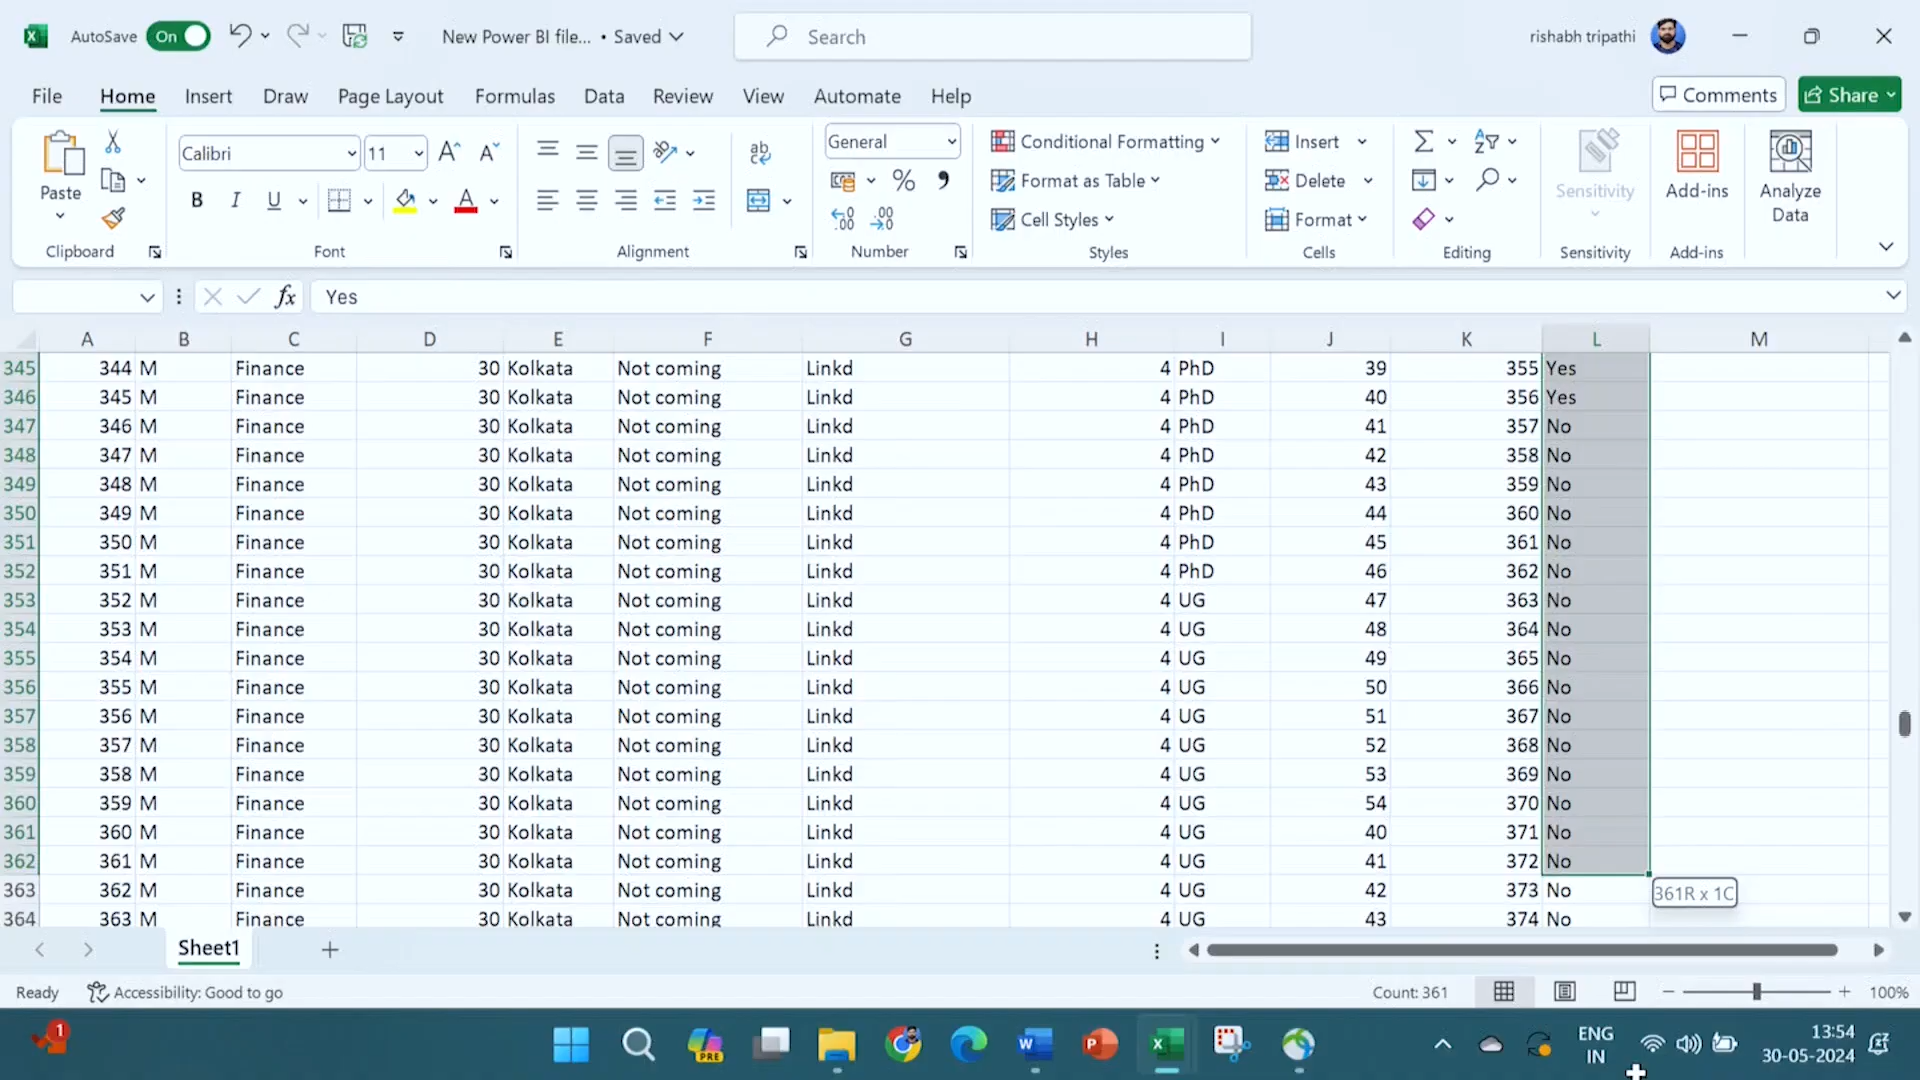 AutoSave On New Power BI file... • Saved Search rishabh tripathi
File Home Insert Draw Page Layout Formulas Data Review View Automate Help Comments Share
Paste
Calibri 11
B I U
ab
General
% 9
.00 .00
Conditional Formatting
Format as Table
Cell Styles
Insert
Delete
Format
Sensitivity
Add-ins
Analyze
Data
Clipboard Font Alignment Number Styles Cells Editing Sensitivity Add-ins
fx Yes
A B C D E F G H I J K L M
345 344 M Finance 30 Kolkata Not coming Linkd 4 PhD 39 355 Yes
346 345 M Finance 30 Kolkata Not coming Linkd 4 PhD 40 356 Yes
347 346 M Finance 30 Kolkata Not coming Linkd 4 PhD 41 357 No
348 347 M Finance 30 Kolkata Not coming Linkd 4 PhD 42 358 No
349 348 M Finance 30 Kolkata Not coming Linkd 4 PhD 43 359 No
350 349 M Finance 30 Kolkata Not coming Linkd 4 PhD 44 360 No
351 350 M Finance 30 Kolkata Not coming Linkd 4 PhD 45 361 No
352 351 M Finance 30 Kolkata Not coming Linkd 4 PhD 46 362 No
353 352 M Finance 30 Kolkata Not coming Linkd 4 UG 47 363 No
354 353 M Finance 30 Kolkata Not coming Linkd 4 UG 48 364 No
355 354 M Finance 30 Kolkata Not coming Linkd 4 UG 49 365 No
356 355 M Finance 30 Kolkata Not coming Linkd 4 UG 50 366 No
357 356 M Finance 30 Kolkata Not coming Linkd 4 UG 51 367 No
358 357 M Finance 30 Kolkata Not coming Linkd 4 UG 52 368 No
359 358 M Finance 30 Kolkata Not coming Linkd 4 UG 53 369 No
360 359 M Finance 30 Kolkata Not coming Linkd 4 UG 54 370 No
361 360 M Finance 30 Kolkata Not coming Linkd 4 UG 40 371 No
362 361 M Finance 30 Kolkata Not coming Linkd 4 UG 41 372 No
363 362 M Finance 30 Kolkata Not coming Linkd 4 UG 42 373 No 361R x 1C
364 363 M Finance 30 Kolkata Not coming Linkd 4 UG 43 374 No
Sheet1
Ready Accessibility: Good to go Count: 361 100%
1
PRE
ENG
IN
13:54
30-05-2024